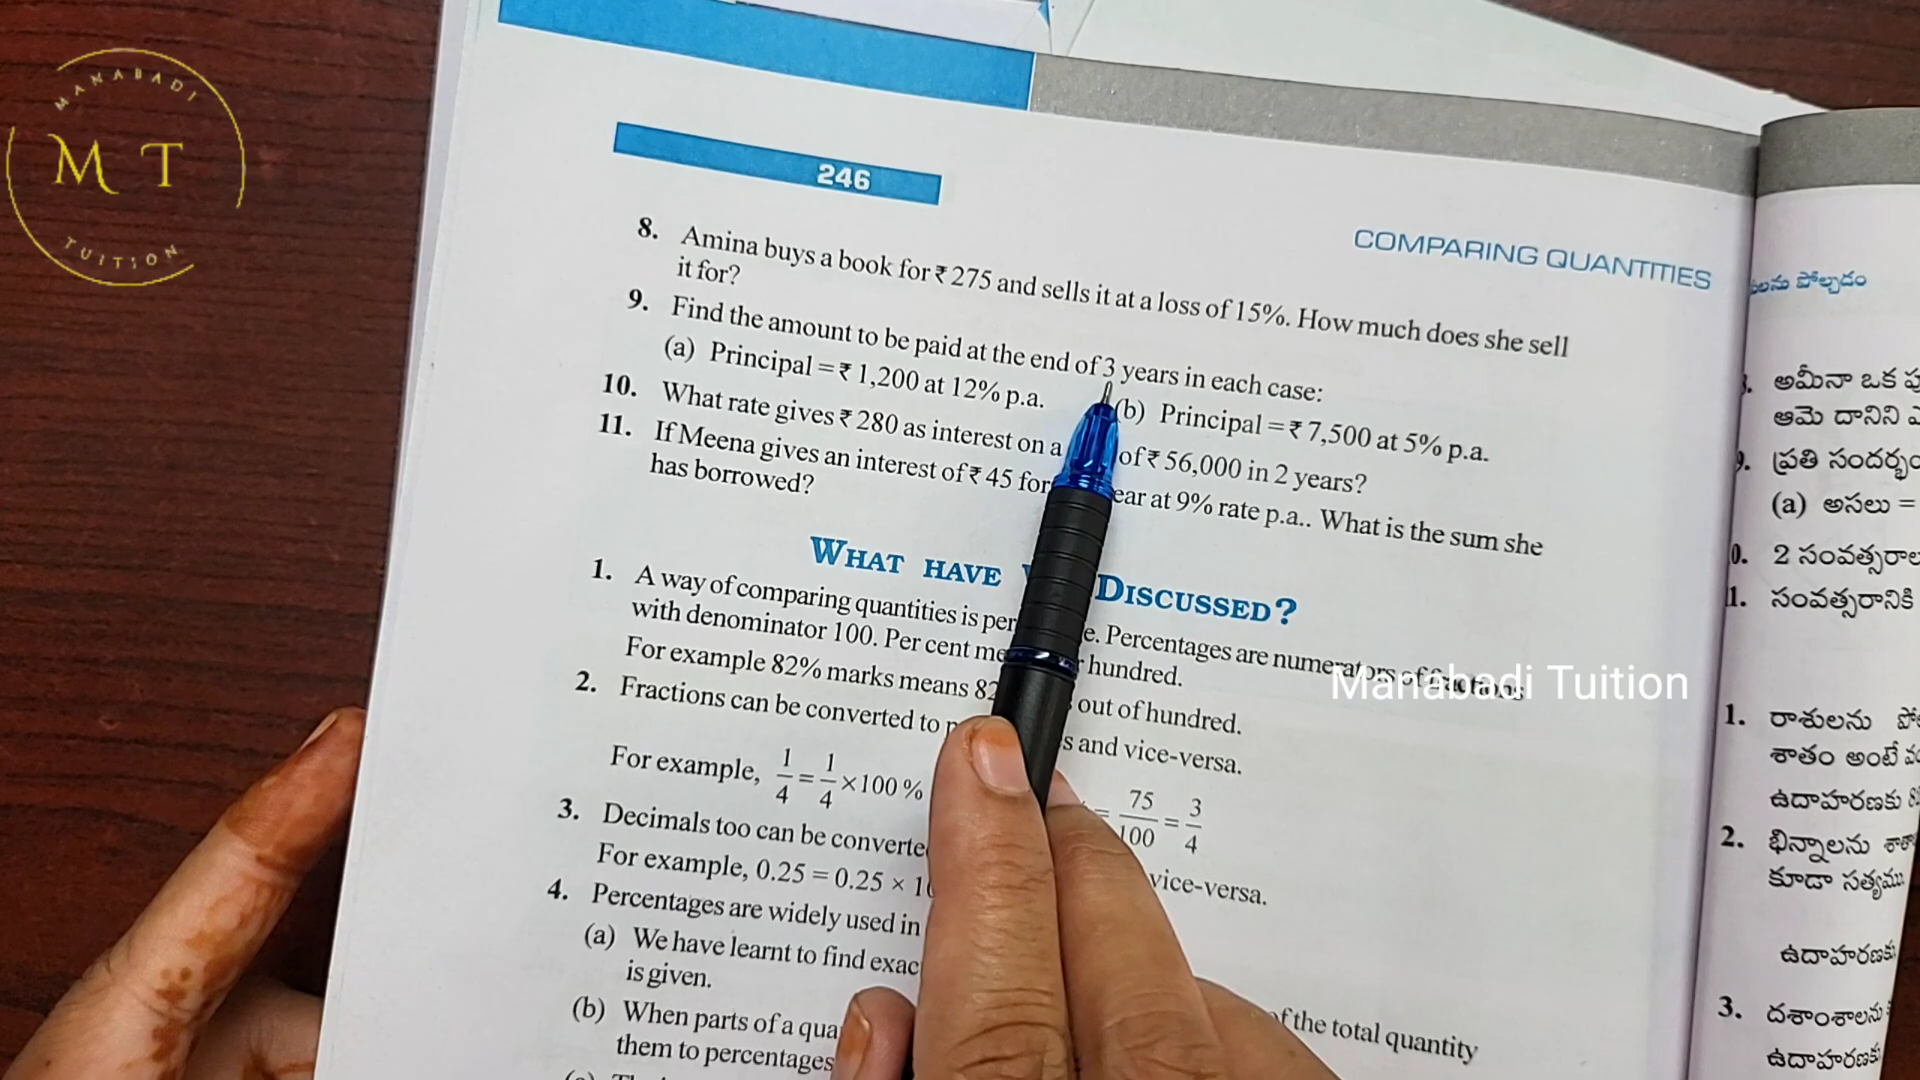 MANABADI
MT
TUITION
246
COMPARING QUANTITIES
8. Amina buys a book for ₹ 275 and sells it at a loss of 15%. How much does she sell
it for?
9. Find the amount to be paid at the end of 3 years in each case:
(a) Principal = ₹ 1,200 at 12% p.a. (b) Principal = ₹ 7,500 at 5% p.a.
10. What rate gives ₹ 280 as interest on a of ₹ 56,000 in 2 years?
11. If Meena gives an interest of ₹ 45 for ear at 9% rate p.a.. What is the sum she
has borrowed?
WHAT HAVE DISCUSSED?
1. A way of comparing quantities is per e. Percentages are numerators of fractions
with denominator 100. Per cent me hundred.
For example 82% marks means 82 out of hundred.
2. Fractions can be converted to p s and vice-versa.
For example, 1/4 = 1/4 ×100 % = 75/100 = 3/4
3. Decimals too can be converte vice-versa.
For example, 0.25 = 0.25 × 10
4. Percentages are widely used in
(a) We have learnt to find exac
is given.
(b) When parts of a qua of the total quantity
them to percentages
Manabadi Tuition
లను పోల్చడం
అమీనా ఒక పు
ఆమె దానిని ఎ
ప్రతి సందర్భం
(a) అసలు =
0. 2 సంవత్సరాల
1. సంవత్సరానికి
1. రాశులను పో
శాతం అంటే
ఉదాహరణకు 8
2. భిన్నాలను శాతా
కూడా సత్యము
ఉదాహరణకు
3. దశాంశాలను
ఉదాహరణకు